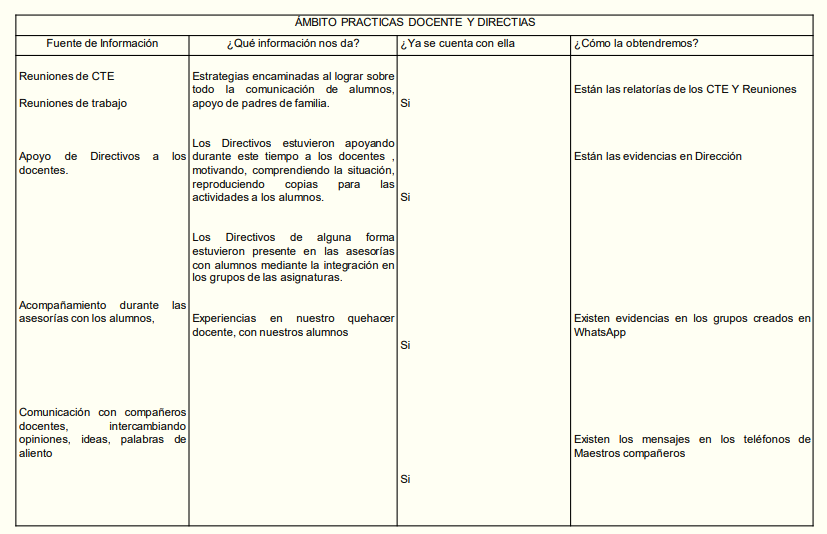 ÁMBITO PRACTICAS DOCENTE Y DIRECTIAS
Fuente de Información
¿Qué información nos da?
¿Ya se cuenta con ella
¿Cómo la obtendremos?
Reuniones de CTE
Reuniones de trabajo
Apoyo de Directivos a los
docentes.
Acompañamiento durante las
asesorías con los alumnos,
Comunicación con compañeros
docentes, intercambiando
opiniones, ideas, palabras de
aliento
Estrategias encaminadas al lograr sobre
todo la comunicación de alumnos,
apoyo de padres de familia.
Los Directivos estuvieron apoyando
durante este tiempo a los docentes ,
motivando, comprendiendo la situación,
reproduciendo copias para las
actividades a los alumnos.
Los Directivos de alguna forma
estuvieron presente en las asesorías
con alumnos mediante la integración en
los grupos de las asignaturas.
Experiencias en nuestro quehacer
docente, con nuestros alumnos
Si
Si
Si
Si
Están las relatorías de los CTE Y Reuniones
Están las evidencias en Dirección
Existen evidencias en los grupos creados en
WhatsApp
Existen los mensajes en los teléfonos de
Maestros compañeros